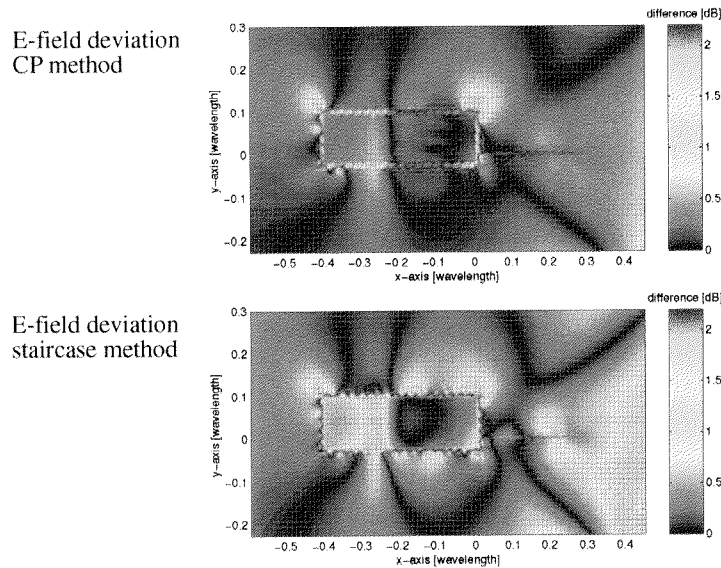 E-field deviation
CP method
difference [dB]
0.3
0.2
0.1
0
-0.1
-0.2
y-axis [wavelength]
-0.5 -0.4 -0.3 -0.2 -0.1 0 0.1 0.2 0.3 0.4
x-axis [wavelength]
2
1.5
1
0.5
0
E-field deviation
staircase method
difference [dB]
0.3
0.2
0.1
0
-0.1
-0.2
y-axis [wavelength]
-0.5 -0.4 -0.3 -0.2 -0.1 0 0.1 0.2 0.3 0.4
x-axis [wavelength]
2
1.5
1
0.5
0